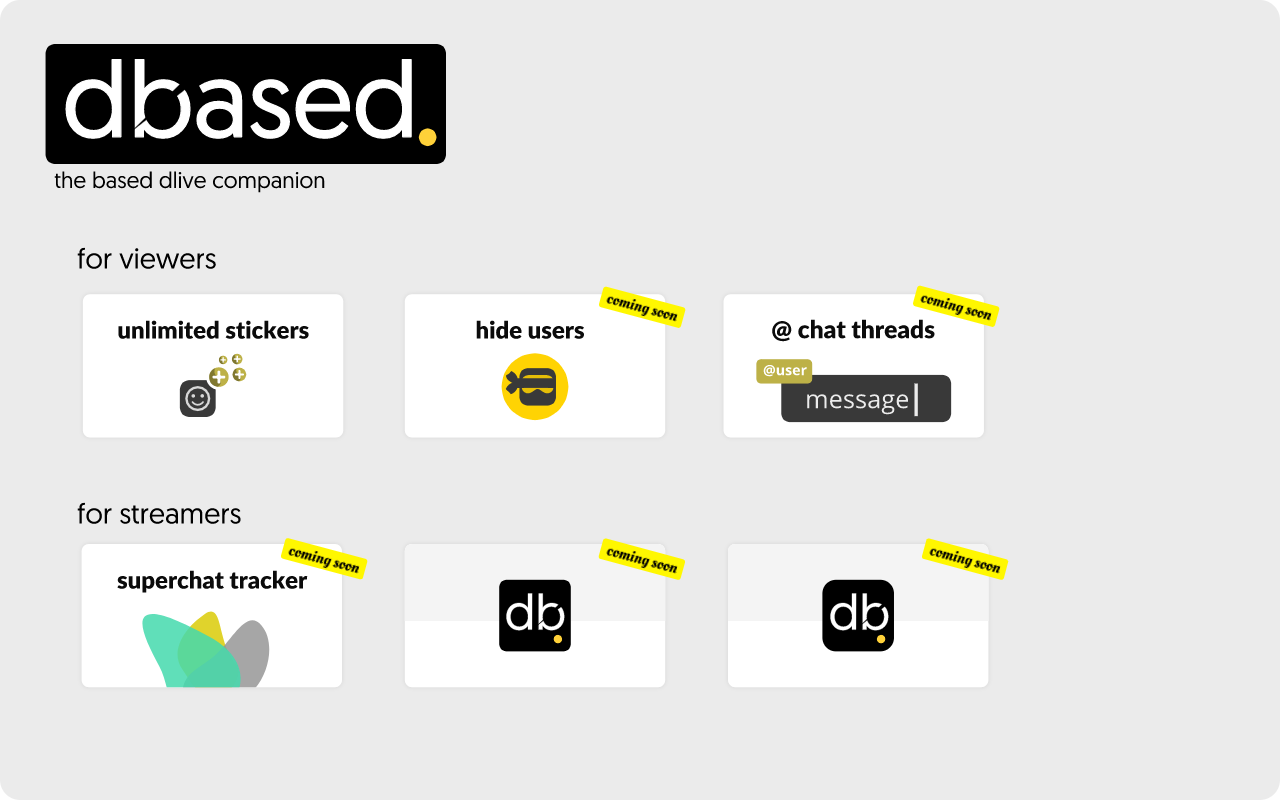 dbased.
the based dlive companion
for viewers
unlimited stickers
coming soon
hide users
coming soon
@ chat threads
@user
message
for streamers
coming soon
superchat tracker
coming soon
db.
coming soon
db.